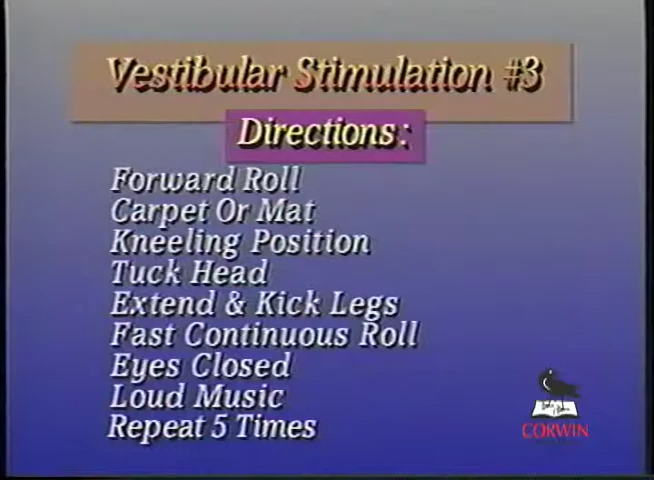 Vestibular Stimulation #3
Directions:
Forward Roll
Carpet Or Mat
Kneeling Position
Tuck Head
Extend & Kick Legs
Fast Continuous Roll
Eyes Closed
Loud Music
Repeat 5 Times
CORWIN